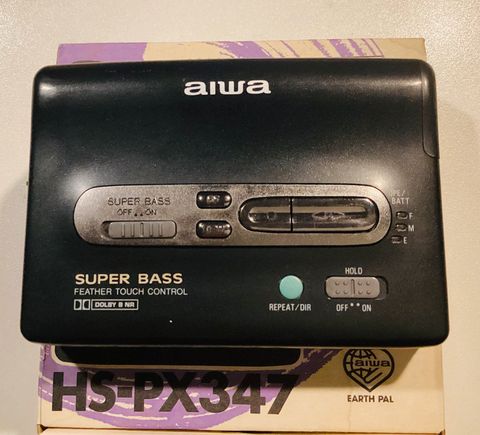 aiwa
SUPER BASS
OFF ON
BATT
F
M
E
SUPER BASS
FEATHER TOUCH CONTROL
DOLBY B NR
HOLD
REPEAT/DIR
OFF ON
HS-PX347
aiwa
EARTH PAL